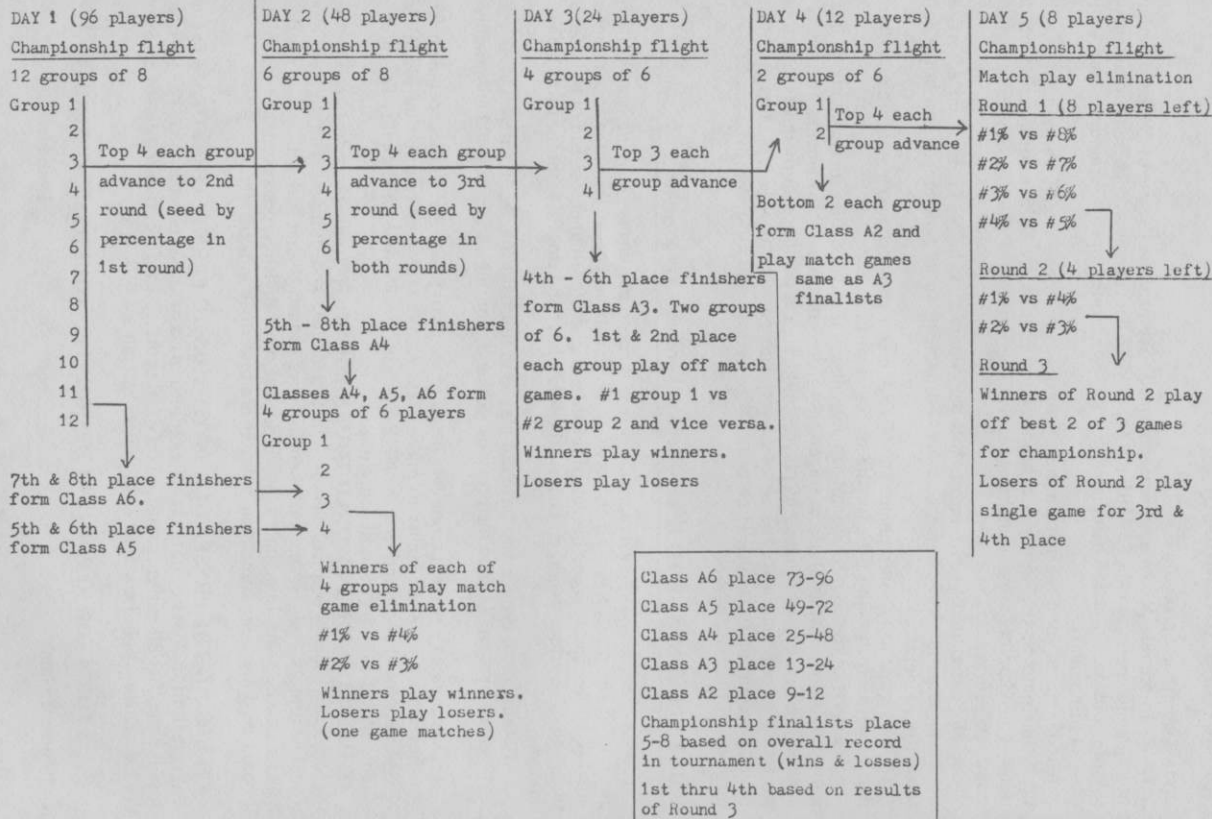 DAY 1 (96 players)
Championship flight
12 groups of 8
Group 1
2
3
4
5
6
7
8
9
10
11
12
Top 4 each group
advance to 2nd
round (seed by
percentage in
1st round)
7th & 8th place finishers
form Class A6.
5th & 6th place finishers
form Class A5
DAY 2 (48 players)
Championship flight
6 groups of 8
Group 1
2
3
4
5
6
Top 4 each group
advance to 3rd
round (seed by
percentage in
both rounds)
5th - 8th place finishers
form Class A4
Classes A4, A5, A6 form
4 groups of 6 players
Group 1
2
3
4
Winners of each of
4 groups play match
game elimination
#1% vs #4%
#2% vs #3%
Winners play winners.
Losers play losers.
(one game matches)
DAY 3(24 players)
Championship flight
4 groups of 6
Group 1
2
3
4
Top 3 each
group advance
4th - 6th place finishers
form Class A3. Two groups
of 6. 1st & 2nd place
each group play off match
games. #1 group 1 vs
#2 group 2 and vice versa.
Winners play winners.
Losers play losers
DAY 4 (12 players)
Championship flight
2 groups of 6
Group 1
2
Top 4 each
group advance
Bottom 2 each group
form Class A2 and
play match games
same as A3
finalists
DAY 5 (8 players)
Championship flight
Match play elimination
Round 1 (8 players left)
#1% vs #8%
#2% vs #7%
#3% vs #6%
#4% vs #5%
Round 2 (4 players left)
#1% vs #4%
#2% vs #3%
Round 3
Winners of Round 2 play
off best 2 of 3 games
for championship.
Losers of Round 2 play
single game for 3rd &
4th place
Class A6 place 73-96
Class A5 place 49-72
Class A4 place 25-48
Class A3 place 13-24
Class A2 place 9-12
Championship finalists place
5-8 based on overall record
in tournament (wins & losses)
1st thru 4th based on results
of Round 3